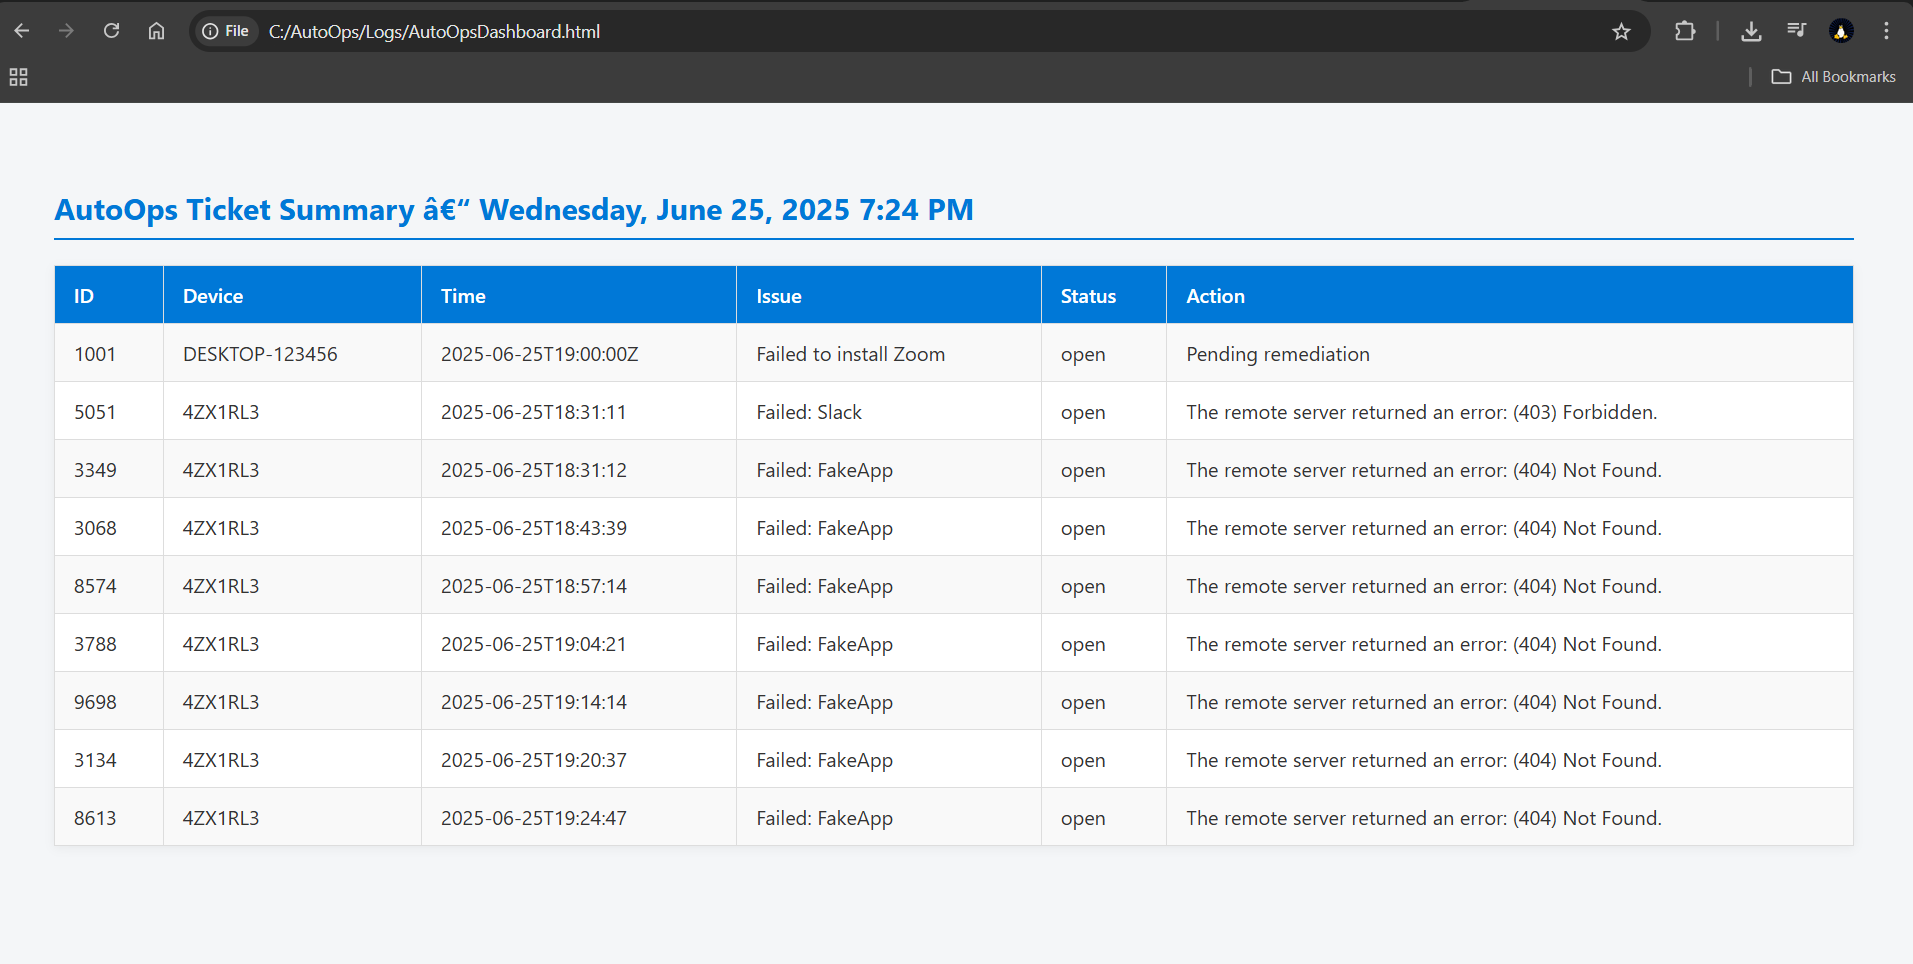 File C:/AutoOps/Logs/AutoOpsDashboard.html
All Bookmarks
AutoOps Ticket Summary â€“ Wednesday, June 25, 2025 7:24 PM
ID Device Time Issue Status Action
1001 DESKTOP-123456 2025-06-25T19:00:00Z Failed to install Zoom open Pending remediation
5051 4ZX1RL3 2025-06-25T18:31:11 Failed: Slack open The remote server returned an error: (403) Forbidden.
3349 4ZX1RL3 2025-06-25T18:31:12 Failed: FakeApp open The remote server returned an error: (404) Not Found.
3068 4ZX1RL3 2025-06-25T18:43:39 Failed: FakeApp open The remote server returned an error: (404) Not Found.
8574 4ZX1RL3 2025-06-25T18:57:14 Failed: FakeApp open The remote server returned an error: (404) Not Found.
3788 4ZX1RL3 2025-06-25T19:04:21 Failed: FakeApp open The remote server returned an error: (404) Not Found.
9698 4ZX1RL3 2025-06-25T19:14:14 Failed: FakeApp open The remote server returned an error: (404) Not Found.
3134 4ZX1RL3 2025-06-25T19:20:37 Failed: FakeApp open The remote server returned an error: (404) Not Found.
8613 4ZX1RL3 2025-06-25T19:24:47 Failed: FakeApp open The remote server returned an error: (404) Not Found.